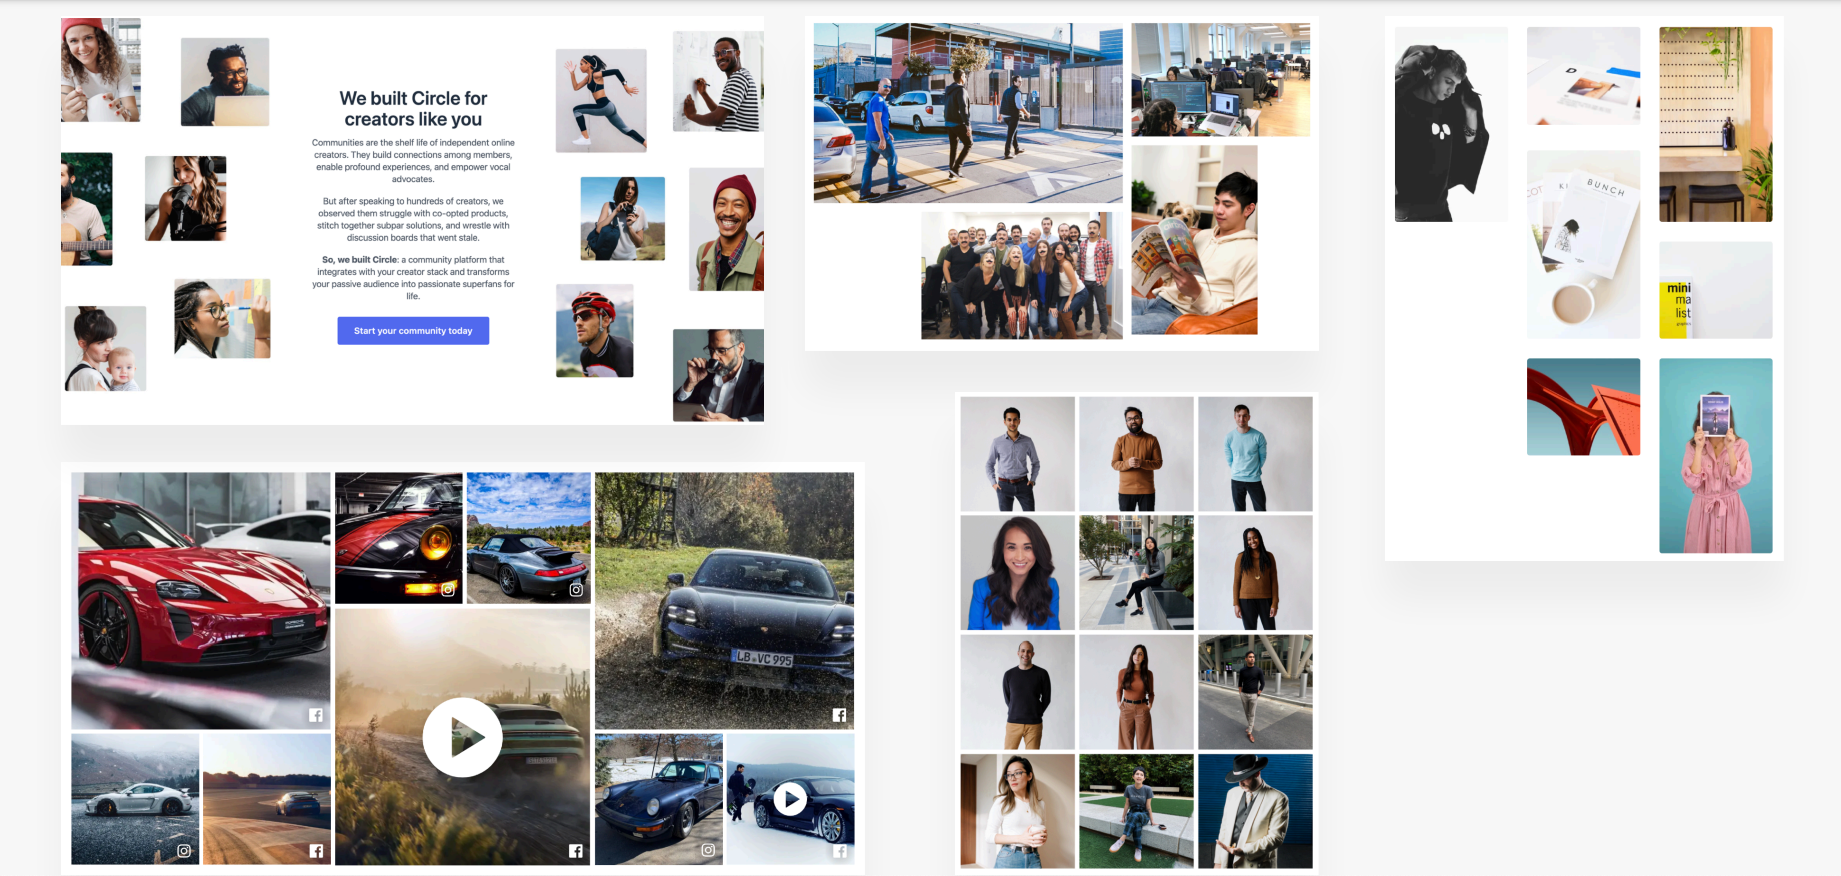 We built Circle for
creators like you
Communities are the shelf life of independent online
creators. They build connections among members,
enable profound experiences, and empower vocal
advocates.
But after speaking to hundreds of creators, we
observed them struggle with co-opted products,
stitch together subpar solutions, and wrestle with
discussion boards that went stale.
So, we built Circle: a community platform that
integrates with your creator stack and transforms
your passive audience into passionate superfans for
life.
Start your community today
D
BUNCH
mini
ma
list
graphics
PORSCHE
LB VC 995